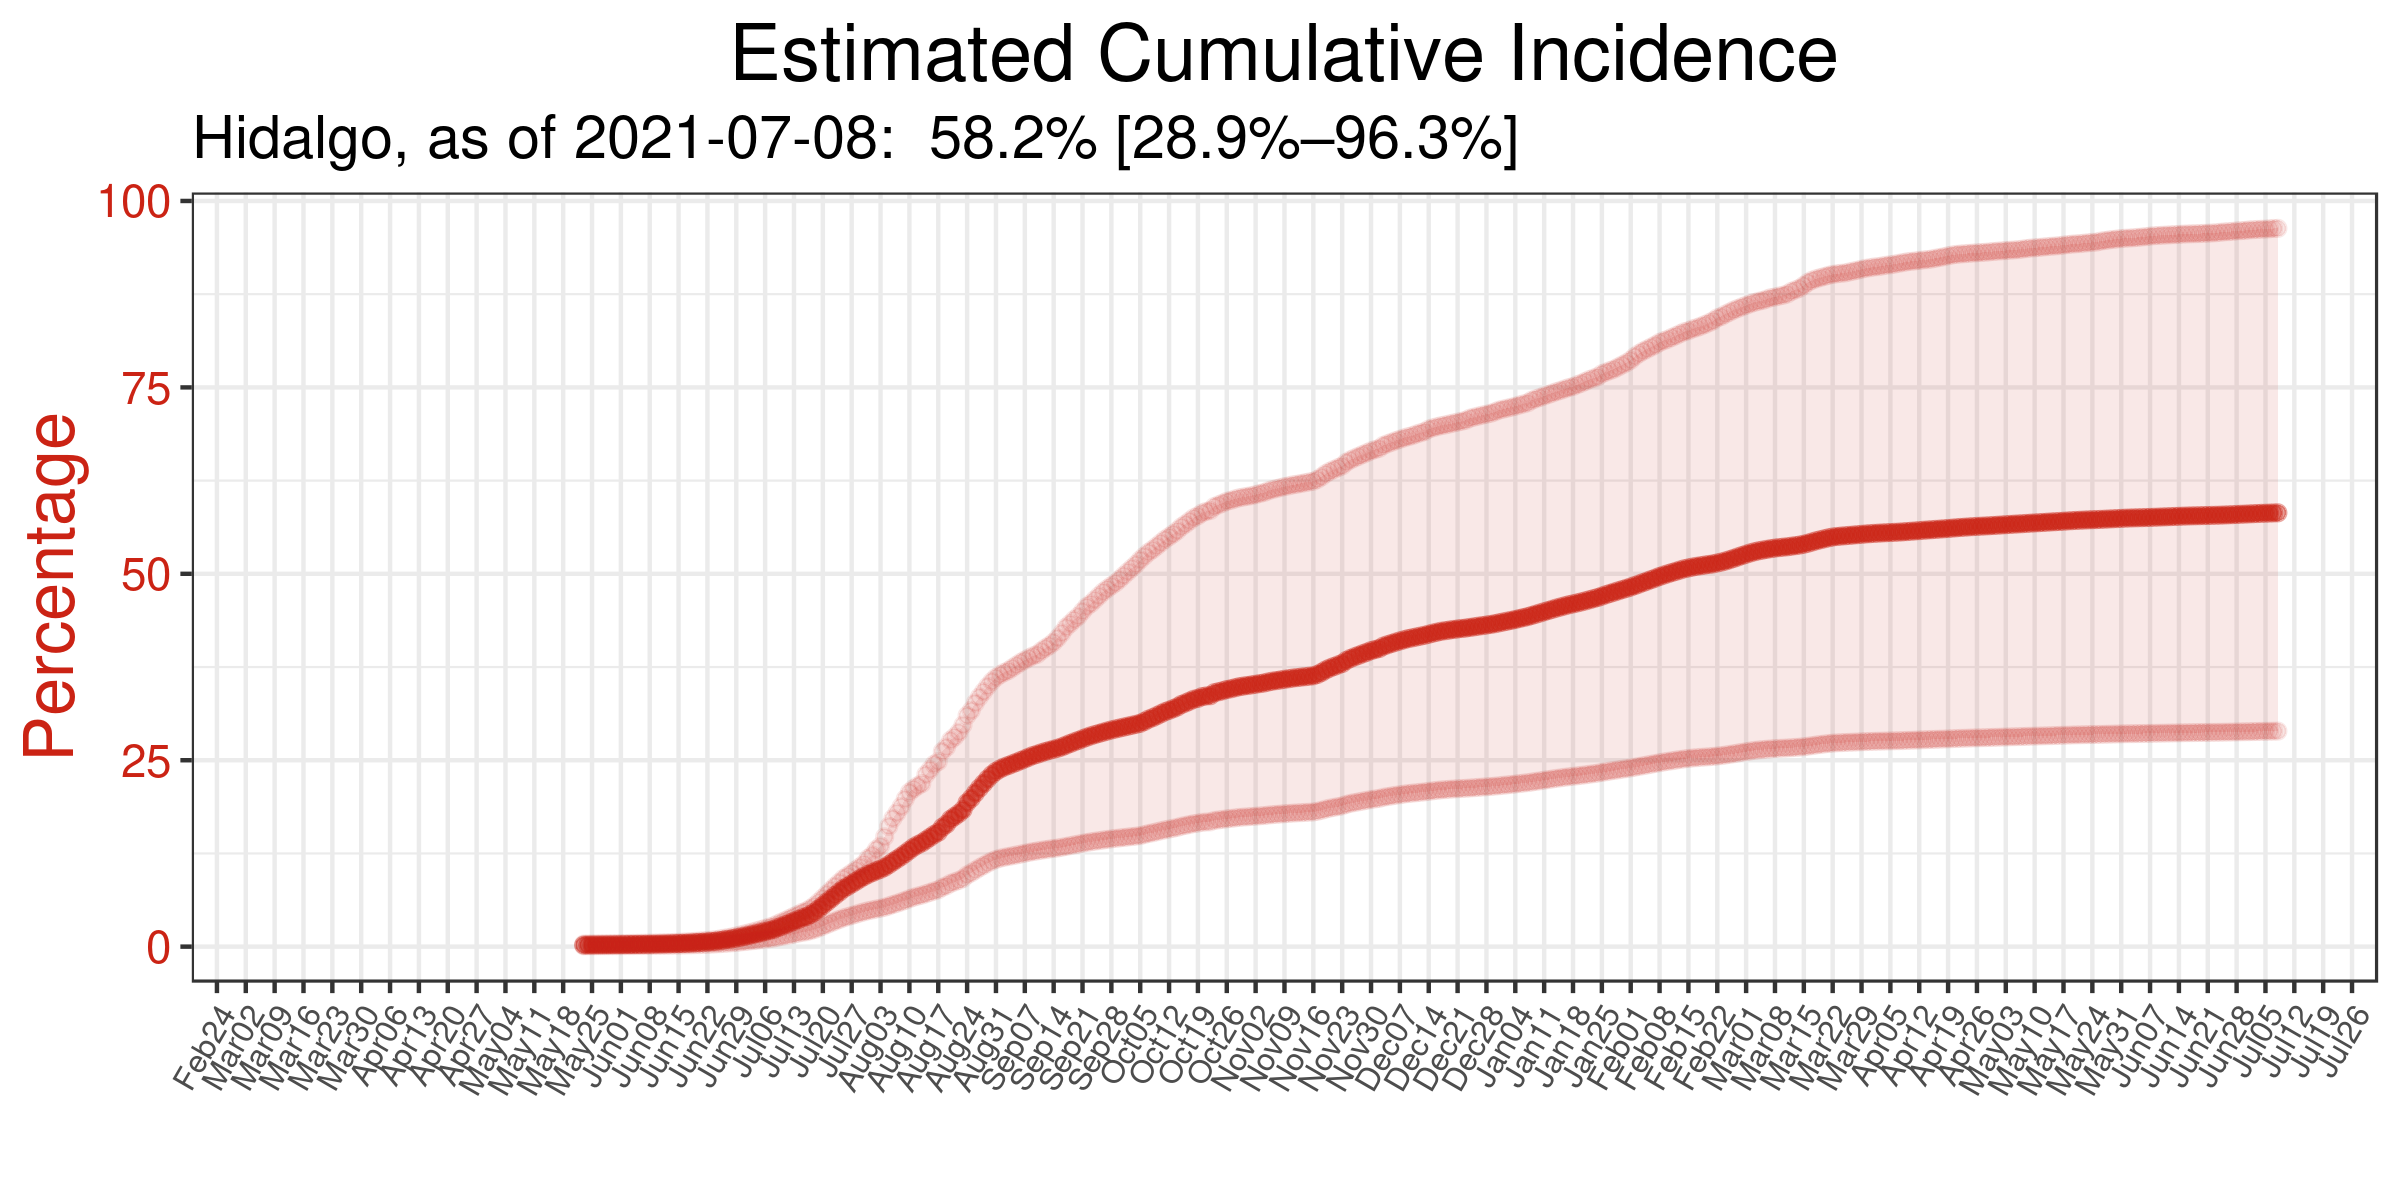 Estimated Cumulative Incidence
Hidalgo, as of 2021-07-08:  58.2% [28.9%–96.3%]
Percentage
100
75
50
25
0
Feb24
Mar02
Mar09
Mar16
Mar23
Mar30
Apr06
Apr13
Apr20
Apr27
May04
May11
May18
May25
Jun01
Jun08
Jun15
Jun22
Jun29
Jul06
Jul13
Jul20
Jul27
Aug03
Aug10
Aug17
Aug24
Aug31
Sep07
Sep14
Sep21
Sep28
Oct05
Oct12
Oct19
Oct26
Nov02
Nov09
Nov16
Nov23
Nov30
Dec07
Dec14
Dec21
Dec28
Jan04
Jan11
Jan18
Jan25
Feb01
Feb08
Feb15
Feb22
Mar01
Mar08
Mar15
Mar22
Mar29
Apr05
Apr12
Apr19
Apr26
May03
May10
May17
May24
May31
Jun07
Jun14
Jun21
Jun28
Jul05
Jul12
Jul19
Jul26